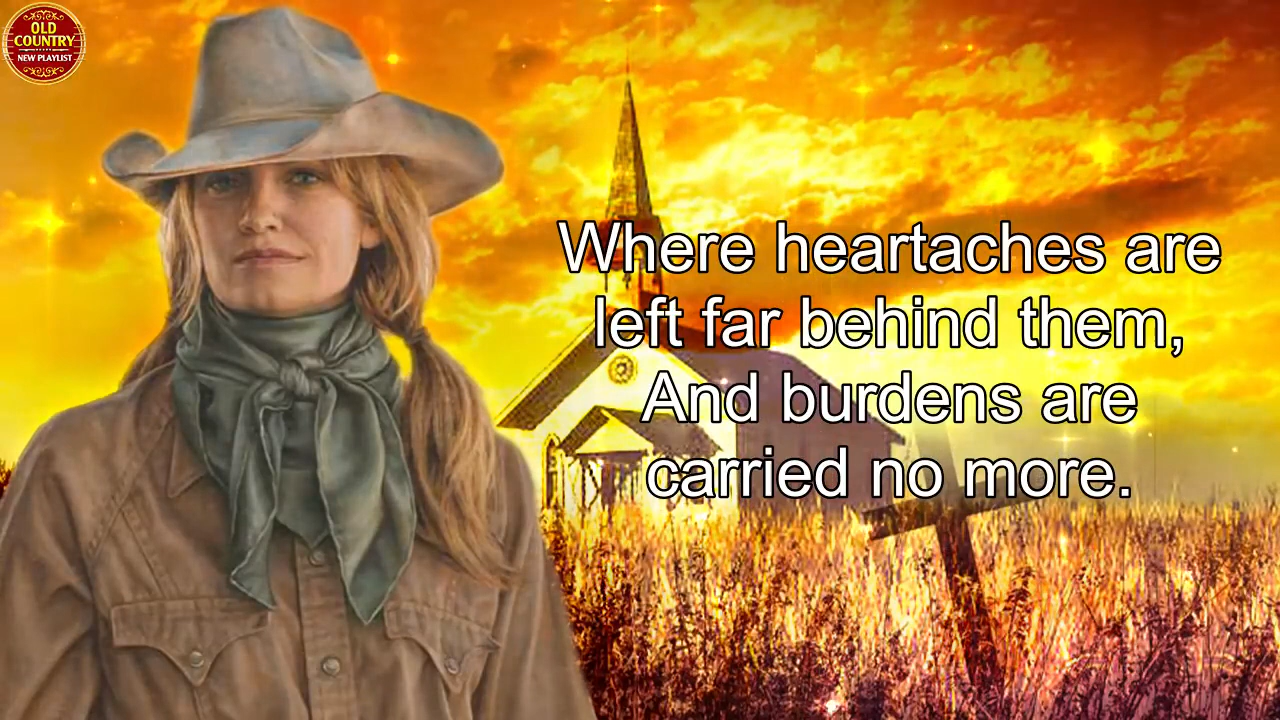 OLD
COUNTRY
NEW PLAYLIST
Where heartaches are
left far behind them,
And burdens are
carried no more.